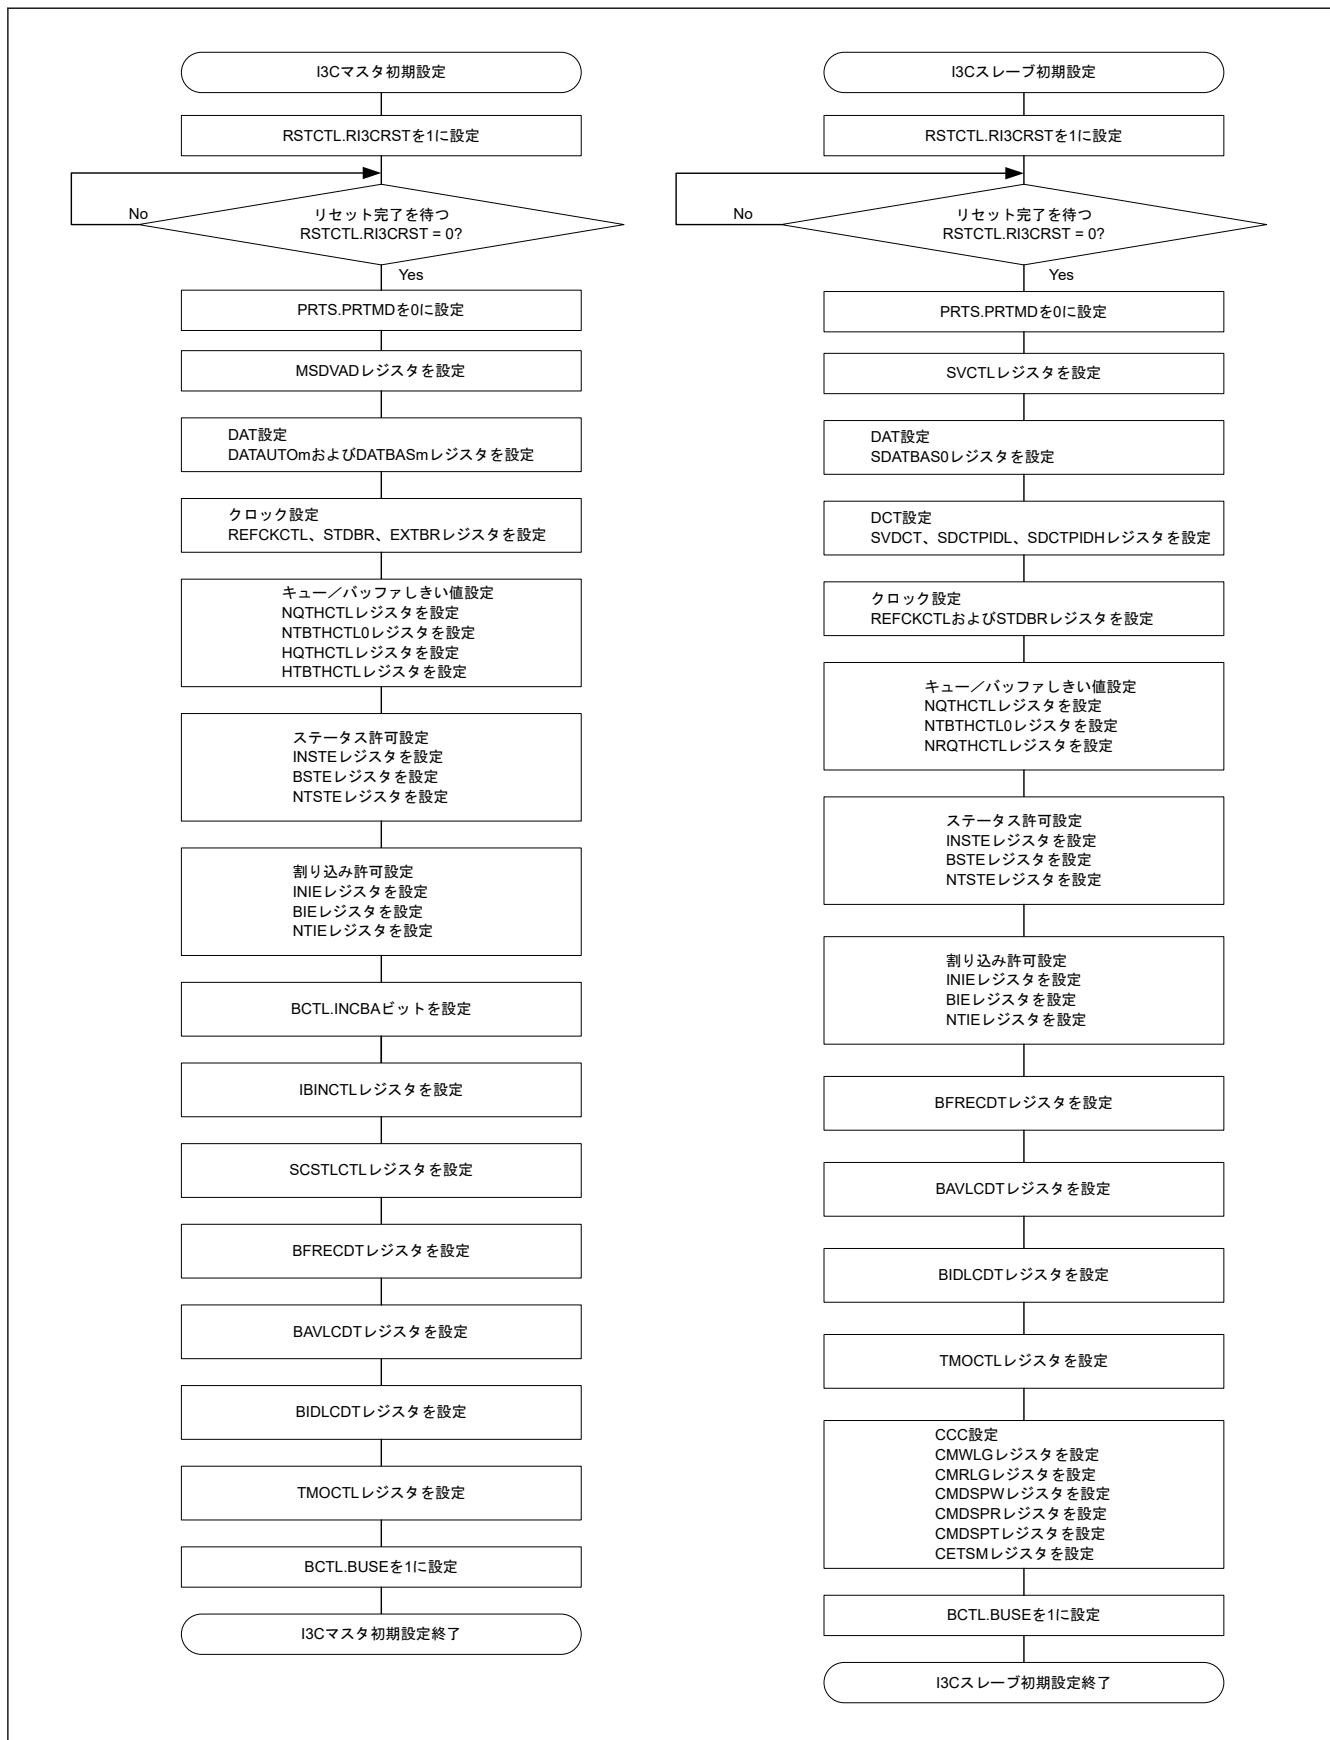 I3Cマスタ初期設定
RSTCTL.RI3CRSTを1に設定
No
リセット完了を待つ
RSTCTL.RI3CRST = 0?
Yes
PRTS.PRTMDを0に設定
MSDVADレジスタを設定
DAT設定
DATAUTOmおよびDATBASmレジスタを設定
クロック設定
REFCKCTL、STDBR、EXTBRレジスタを設定
キュー／バッファしきい値設定
NQTHCTLレジスタを設定
NTBTHCTL0レジスタを設定
HQTHCTLレジスタを設定
HTBTHCTLレジスタを設定
ステータス許可設定
INSTEレジスタを設定
BSTEレジスタを設定
NTSTEレジスタを設定
割り込み許可設定
INIEレジスタを設定
BIEレジスタを設定
NTIEレジスタを設定
BCTL.INCBAビットを設定
IBINCTLレジスタを設定
SCSTLCTLレジスタを設定
BFRECDTレジスタを設定
BAVLCDTレジスタを設定
BIDLCDTレジスタを設定
TMOCTLレジスタを設定
BCTL.BUSEを1に設定
I3Cマスタ初期設定終了
I3Cスレーブ初期設定
RSTCTL.RI3CRSTを1に設定
No
リセット完了を待つ
RSTCTL.RI3CRST = 0?
Yes
PRTS.PRTMDを0に設定
SVCTLレジスタを設定
DAT設定
SDATBAS0レジスタを設定
DCT設定
SVDCT、SDCTPIDL、SDCTPIDHレジスタを設定
クロック設定
REFCKCTLおよびSTDBRレジスタを設定
キュー／バッファしきい値設定
NQTHCTLレジスタを設定
NTBTHCTL0レジスタを設定
NRQTHCTLレジスタを設定
ステータス許可設定
INSTEレジスタを設定
BSTEレジスタを設定
NTSTEレジスタを設定
割り込み許可設定
INIEレジスタを設定
BIEレジスタを設定
NTIEレジスタを設定
BFRECDTレジスタを設定
BAVLCDTレジスタを設定
BIDLCDTレジスタを設定
TMOCTLレジスタを設定
CCC設定
CMWLGレジスタを設定
CMRLGレジスタを設定
CMDSPWレジスタを設定
CMDSPRレジスタを設定
CMDSPTレジスタを設定
CETSMレジスタを設定
BCTL.BUSEを1に設定
I3Cスレーブ初期設定終了